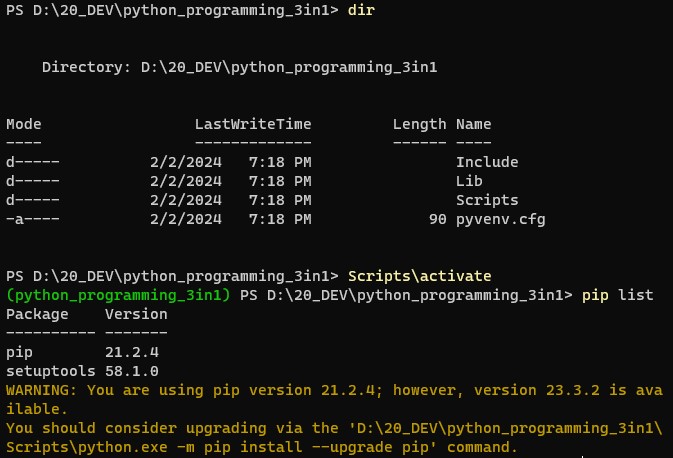 PS D:\20_DEV\python_programming_3in1> dir
Directory: D:\20_DEV\python_programming_3in1
Mode                 LastWriteTime         Length Name
----                 -------------         ------ ----
d-----          2/2/2024   7:18 PM                Include
d-----          2/2/2024   7:18 PM                Lib
d-----          2/2/2024   7:18 PM                Scripts
-a----          2/2/2024   7:18 PM             90 pyvenv.cfg
PS D:\20_DEV\python_programming_3in1> Scripts\activate
(python_programming_3in1) PS D:\20_DEV\python_programming_3in1> pip list
Package    Version
---------- -------
pip        21.2.4
setuptools 58.1.0
WARNING: You are using pip version 21.2.4; however, version 23.3.2 is ava
ilable.
You should consider upgrading via the 'D:\20_DEV\python_programming_3in1\
Scripts\python.exe -m pip install --upgrade pip' command.